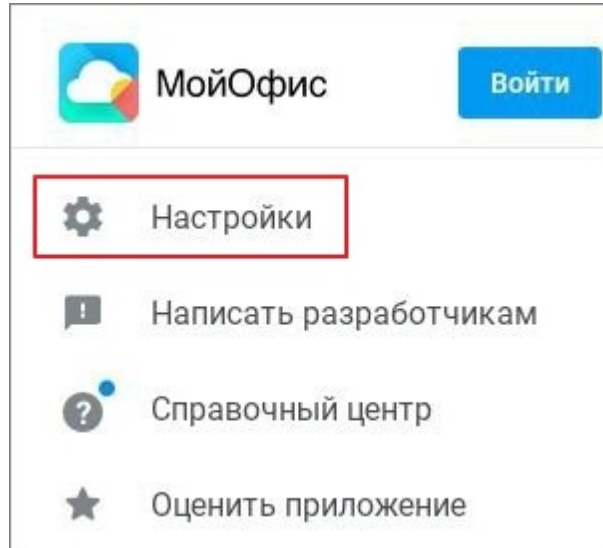 МойОфис
Войти
Настройки
Написать разработчикам
Справочный центр
Оценить приложение